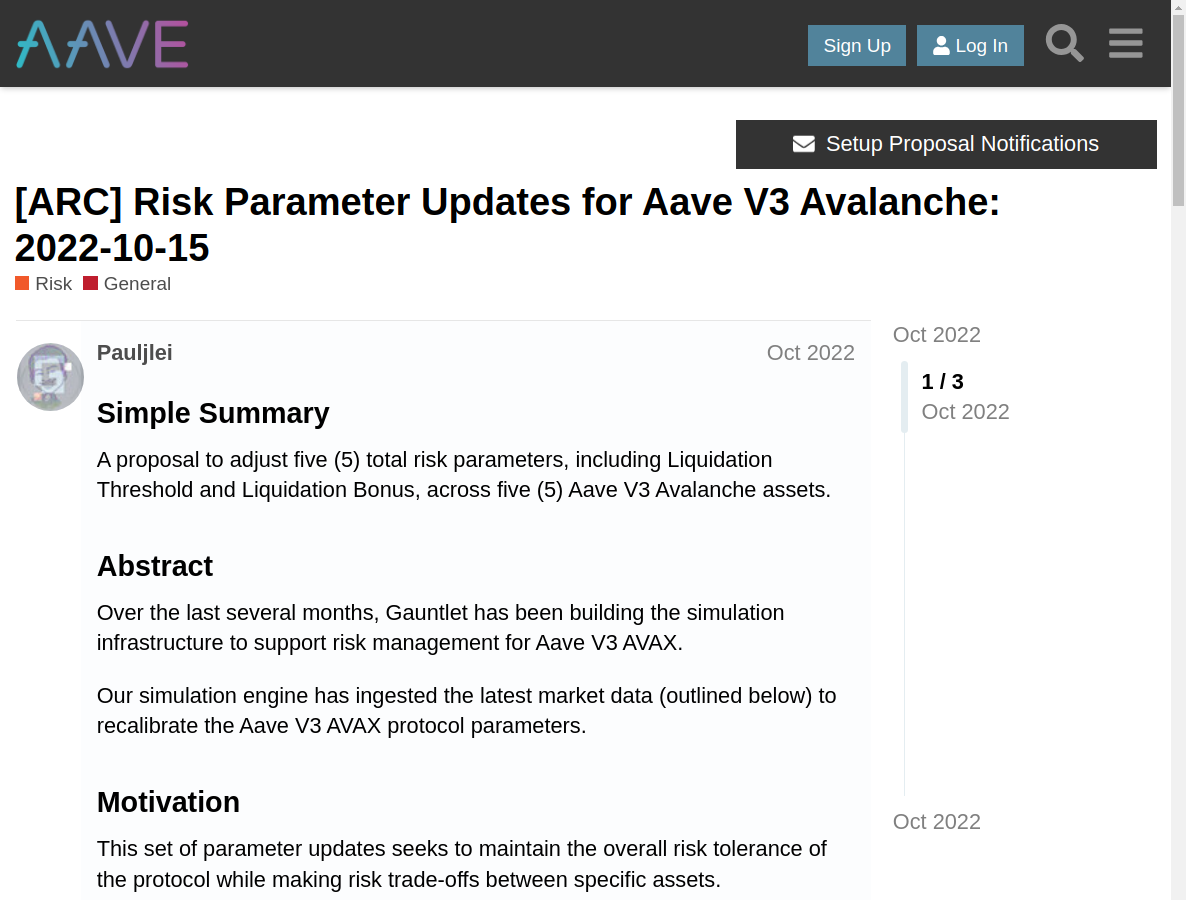 AAVE
Sign Up
Log In
Setup Proposal Notifications
[ARC] Risk Parameter Updates for Aave V3 Avalanche:
2022-10-15
Risk General
Pauljlei Oct 2022
Simple Summary
A proposal to adjust five (5) total risk parameters, including Liquidation
Threshold and Liquidation Bonus, across five (5) Aave V3 Avalanche assets.
Abstract
Over the last several months, Gauntlet has been building the simulation
infrastructure to support risk management for Aave V3 AVAX.
Our simulation engine has ingested the latest market data (outlined below) to
recalibrate the Aave V3 AVAX protocol parameters.
Motivation
This set of parameter updates seeks to maintain the overall risk tolerance of
the protocol while making risk trade-offs between specific assets.
Oct 2022
1 / 3
Oct 2022
Oct 2022